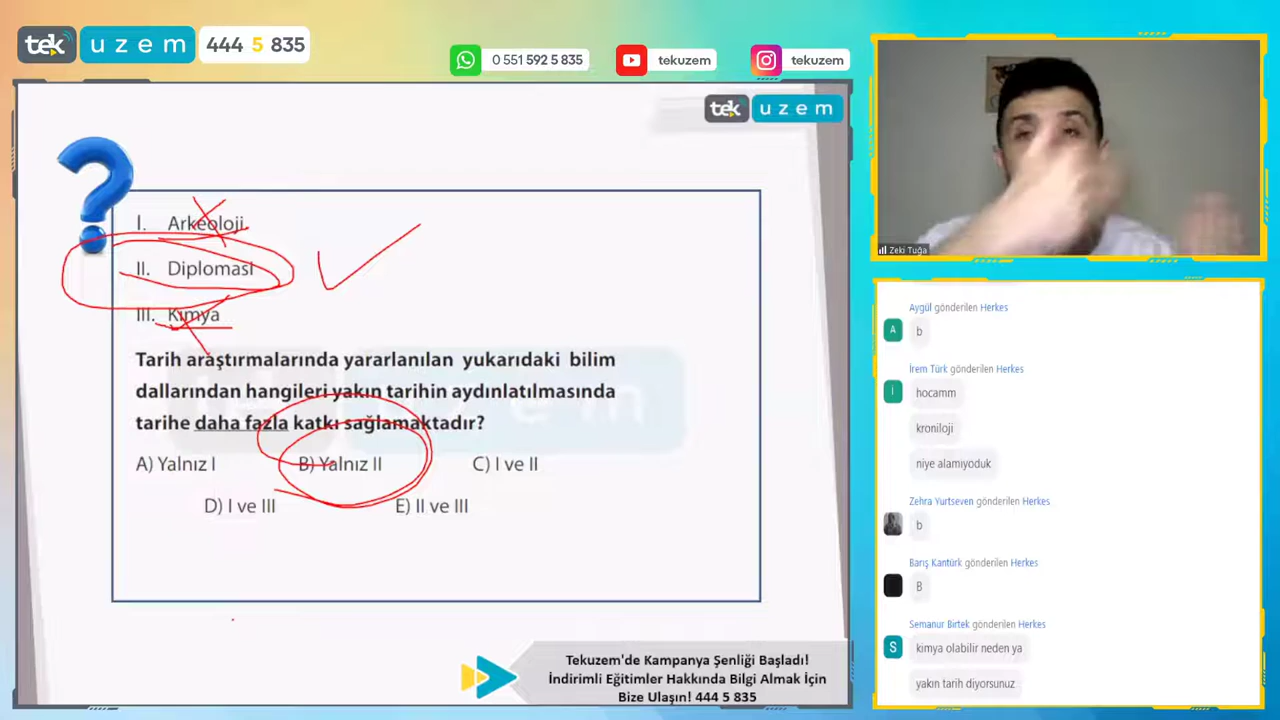 tek uzem 444 5 835
0 551 592 5 835
tekuzem
tekuzem
tek uzem
I. Arkeoloji
II. Diplomasi
III. Kimya
Tarih araştırmalarında yararlanılan yukarıdaki bilim
dallarından hangileri yakın tarihin aydınlatılmasında
tarihe daha fazla katkı sağlamaktadır?
A) Yalnız I B) Yalnız II C) I ve II
D) I ve III E) II ve III
Tekuzem'de Kampanya Şenliği Başladı!
İndirimli Eğitimler Hakkında Bilgi Almak İçin
Bize Ulaşın! 444 5 835
Zeki Tuğa
Aygül gönderilen Herkes
A b
İrem Türk gönderilen Herkes
İ hocamm
kroniloji
niye alamıyoduk
Zehra Yurtseven gönderilen Herkes
b
Barış Kantürk gönderilen Herkes
B
Semanur Birtek gönderilen Herkes
S kimya olabilir neden ya
yakın tarih diyorsunuz